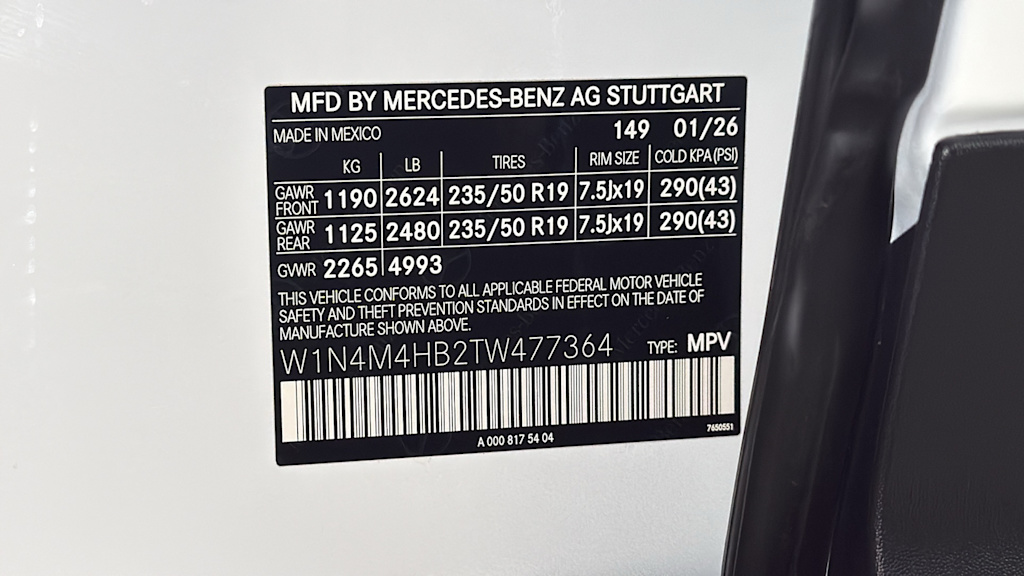 MFD BY MERCEDES-BENZ AG STUTTGART
MADE IN MEXICO 149 01/26
KG LB TIRES RIM SIZE COLD KPA(PSI)
GAWR FRONT 1190 2624 235/50 R19 7.5Jx19 290(43)
GAWR REAR 1125 2480 235/50 R19 7.5Jx19 290(43)
GVWR 2265 4993
THIS VEHICLE CONFORMS TO ALL APPLICABLE FEDERAL MOTOR VEHICLE
SAFETY AND THEFT PREVENTION STANDARDS IN EFFECT ON THE DATE OF
MANUFACTURE SHOWN ABOVE.
W1N4M4HB2TW477364 TYPE: MPV
A 000 817 54 04 7650551